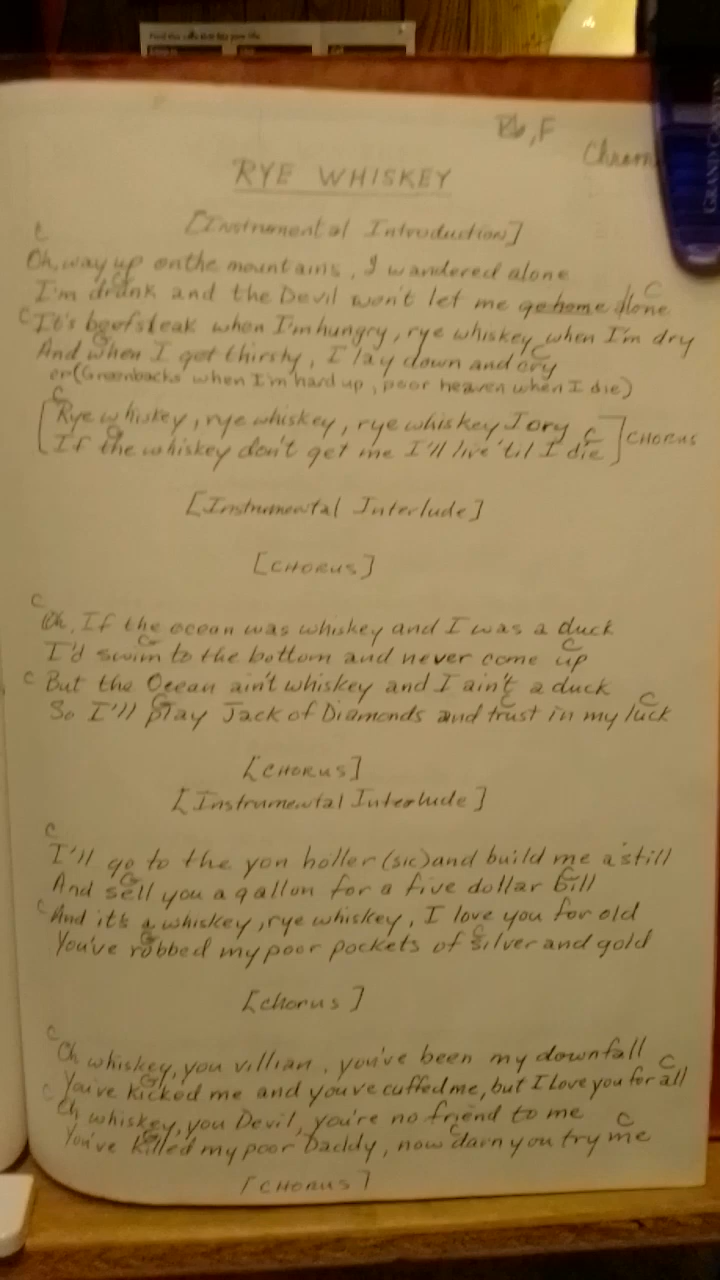 Bb, F
Chrom
RYE WHISKEY
[Instrumental Introduction]
C
Oh, way up on the mountains, I wandered alone
G C
I'm drunk and the Devil won't let me go home alone
C It's beefsteak when I'm hungry, rye whiskey when I'm dry
G C
And when I get thirsty, I lay down and cry
or (Greenbacks when I'm hard up, poor heaven when I die)
C
[Rye whiskey, rye whiskey, rye whiskey I cry
G C
If the whiskey don't get me I'll live 'til I die] CHORUS
[Instrumental Interlude]
[CHORUS]
C
Oh, If the ocean was whiskey and I was a duck
G C
I'd swim to the bottom and never come up
C But the Ocean ain't whiskey and I ain't a duck
G C C
So I'll play Jack of Diamonds and trust in my luck
[CHORUS]
[Instrumental Interlude]
C
I'll go to the yon holler (sic) and build me a still
G C
And sell you a gallon for a five dollar bill
C And it's a whiskey, rye whiskey, I love you for old
G C
You've robbed my poor pockets of silver and gold
[Chorus]
C
Oh whiskey, you villian, you've been my downfall
G C
You've kicked me and you've cuffed me, but I love you for all
C Oh whiskey, you Devil, you're no friend to me
G C C
You've killed my poor Daddy, now darn you try me
[CHORUS]